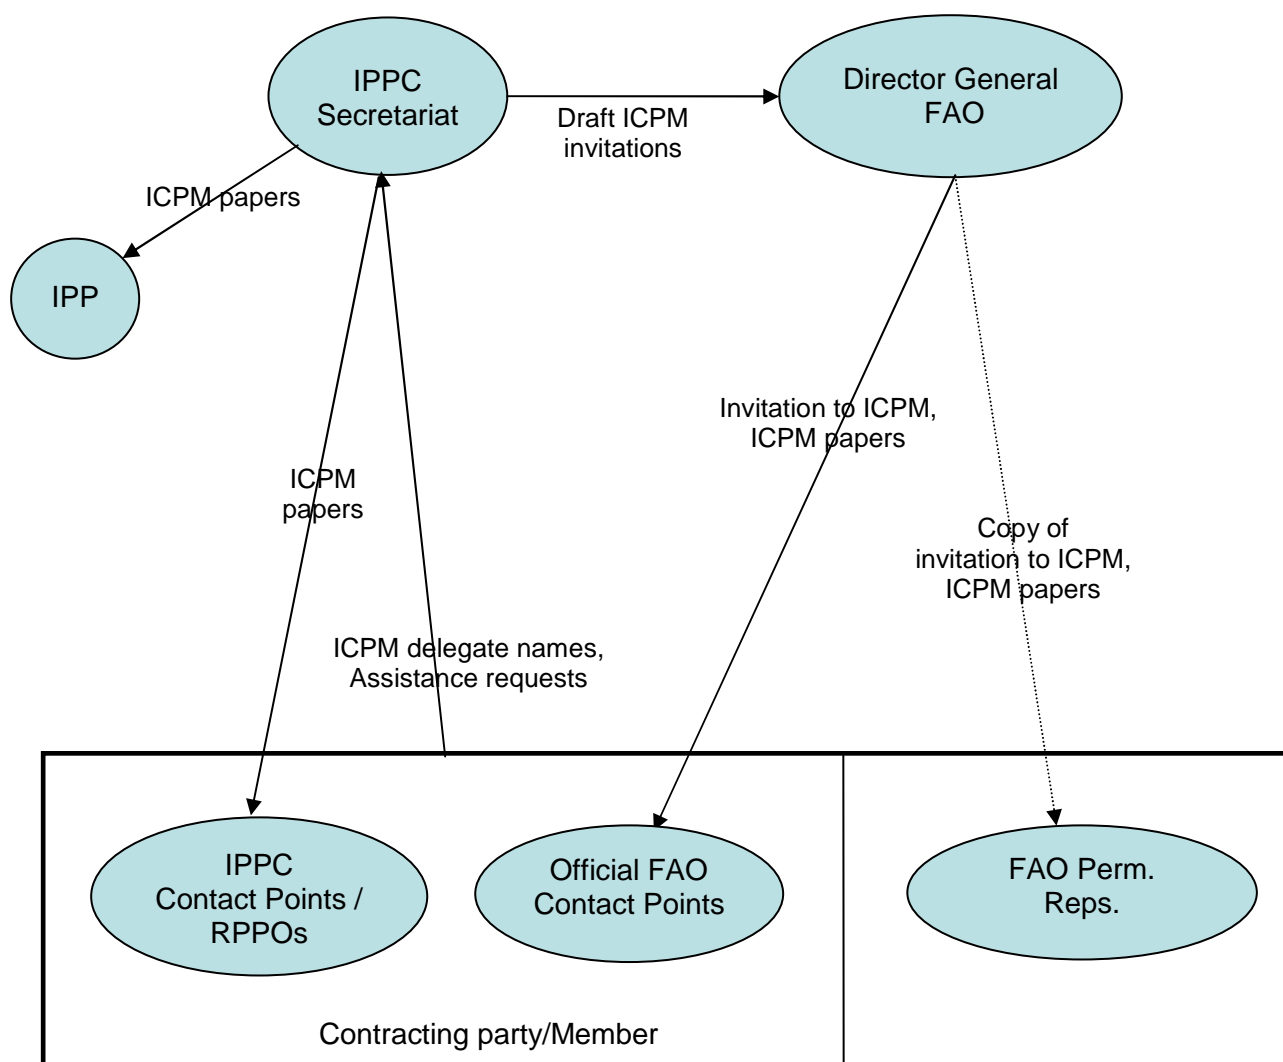 IPPC
Secretariat
Director General
FAO
Draft ICPM
invitations
ICPM papers
IPP
Invitation to ICPM,
ICPM papers
ICPM
papers
Copy of
invitation to ICPM,
ICPM papers
ICPM delegate names,
Assistance requests
IPPC
Contact Points /
RPPOs
Official FAO
Contact Points
FAO Perm.
Reps.
Contracting party/Member